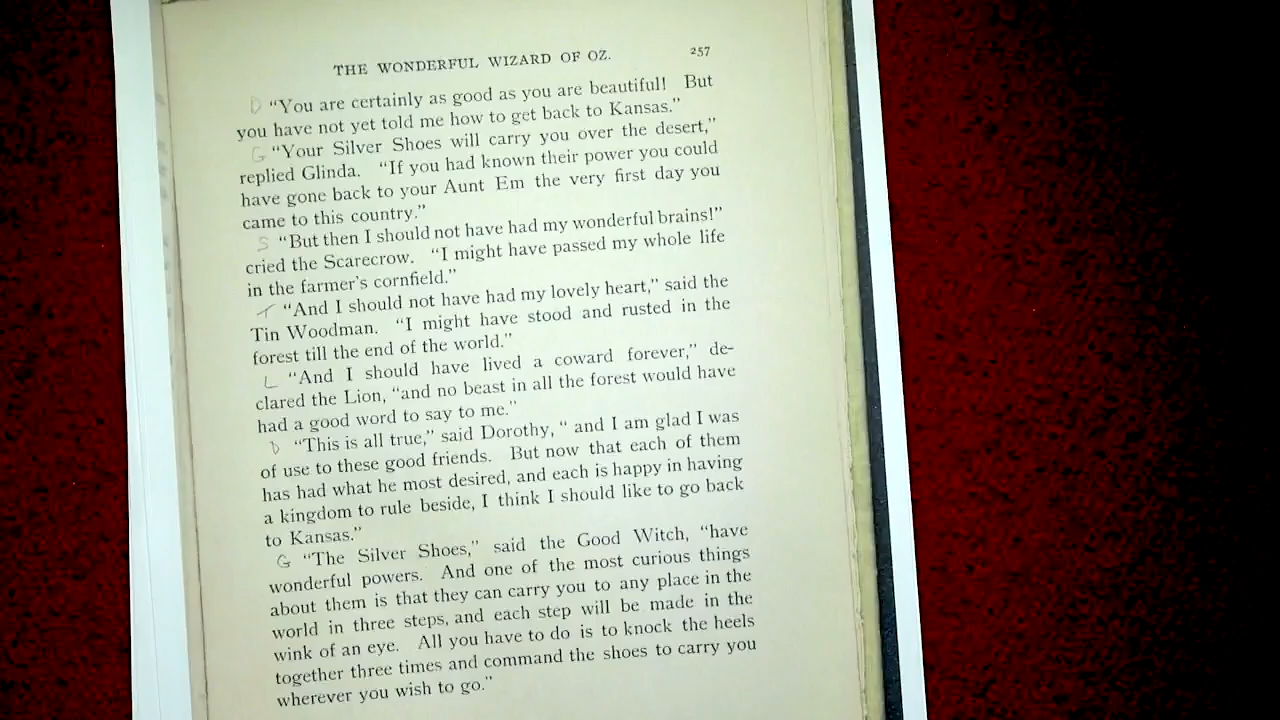 THE WONDERFUL WIZARD OF OZ. 257
D "You are certainly as good as you are beautiful! But
you have not yet told me how to get back to Kansas."
G "Your Silver Shoes will carry you over the desert,"
replied Glinda. "If you had known their power you could
have gone back to your Aunt Em the very first day you
came to this country."
S "But then I should not have had my wonderful brains!"
cried the Scarecrow. "I might have passed my whole life
in the farmer's cornfield."
T "And I should not have had my lovely heart," said the
Tin Woodman. "I might have stood and rusted in the
forest till the end of the world."
L "And I should have lived a coward forever," de-
clared the Lion, "and no beast in all the forest would have
had a good word to say to me."
D "This is all true," said Dorothy, " and I am glad I was
of use to these good friends. But now that each of them
has had what he most desired, and each is happy in having
a kingdom to rule beside, I think I should like to go back
to Kansas."
G "The Silver Shoes," said the Good Witch, "have
wonderful powers. And one of the most curious things
about them is that they can carry you to any place in the
world in three steps, and each step will be made in the
wink of an eye. All you have to do is to knock the heels
together three times and command the shoes to carry you
wherever you wish to go."